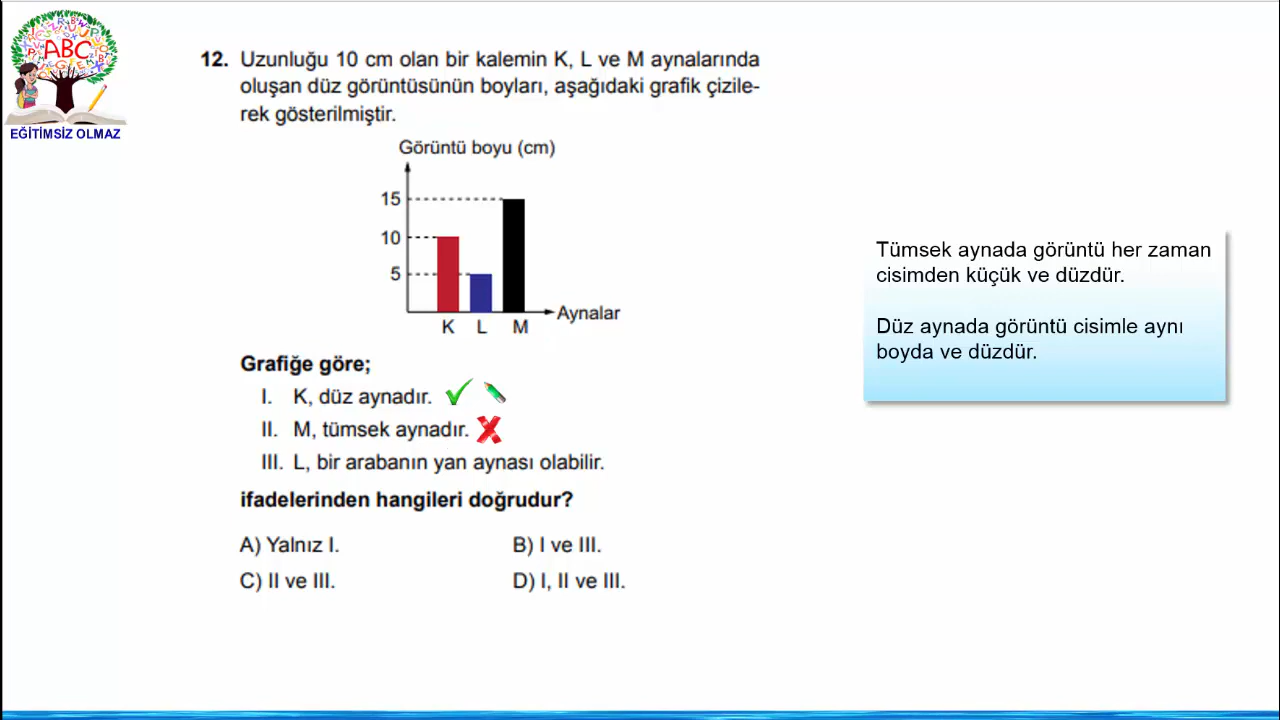 ABC
EĞİTİMSİZ OLMAZ
12. Uzunluğu 10 cm olan bir kalemin K, L ve M aynalarında
oluşan düz görüntüsünün boyları, aşağıdaki grafik çizile-
rek gösterilmiştir.
Görüntü boyu (cm)
15
10
5
Aynalar
K L M
Grafiğe göre;
I. K, düz aynadır.
II. M, tümsek aynadır.
III. L, bir arabanın yan aynası olabilir.
ifadelerinden hangileri doğrudur?
A) Yalnız I. B) I ve III.
C) II ve III. D) I, II ve III.
Tümsek aynada görüntü her zaman
cisimden küçük ve düzdür.
Düz aynada görüntü cisimle aynı
boyda ve düzdür.